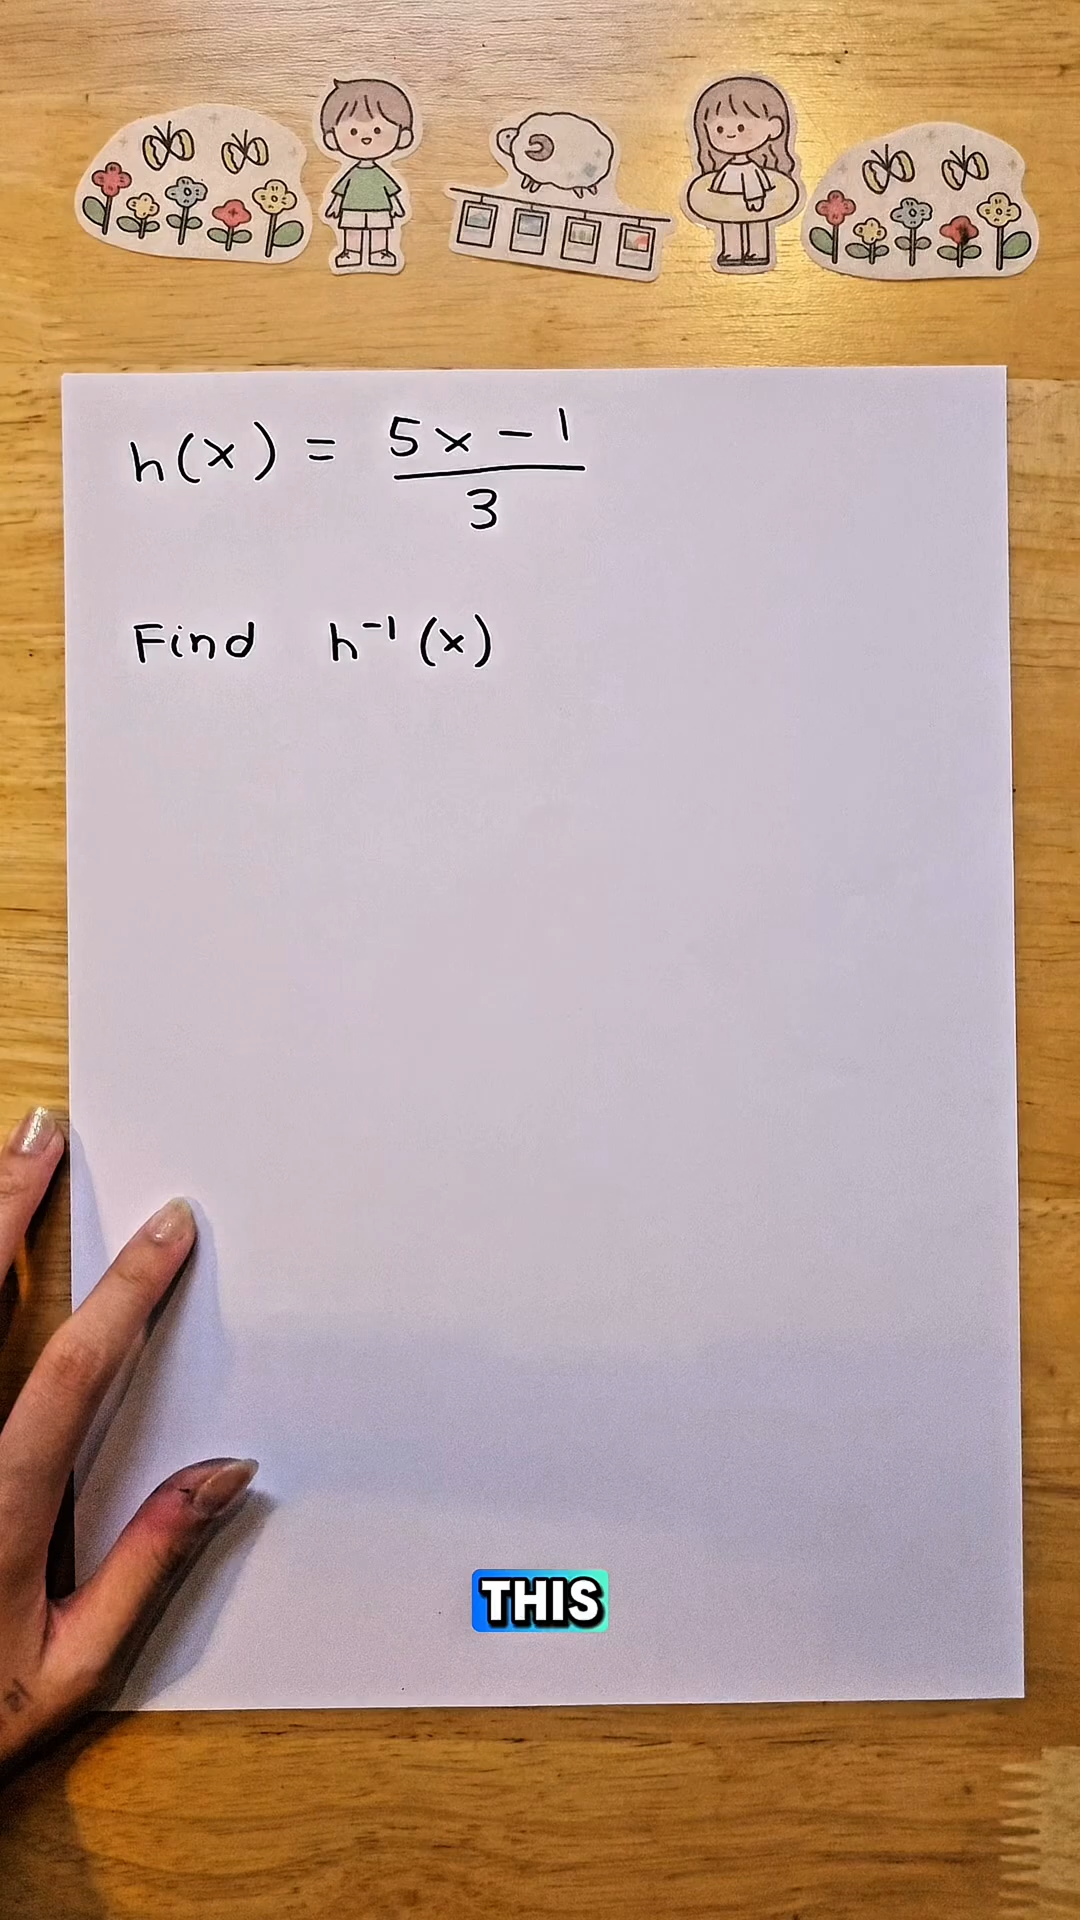 h(x) = 5x - 1
3
Find h⁻¹(x)
THIS